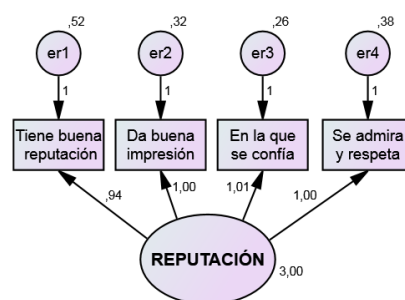 ,52 ,32 ,26 ,38
er1 er2 er3 er4
1 1 1 1
Tiene buena
reputación
Da buena
impresión
En la que
se confía
Se admira
y respeta
,94 1,00 1,01 1,00
REPUTACIÓN
3,00